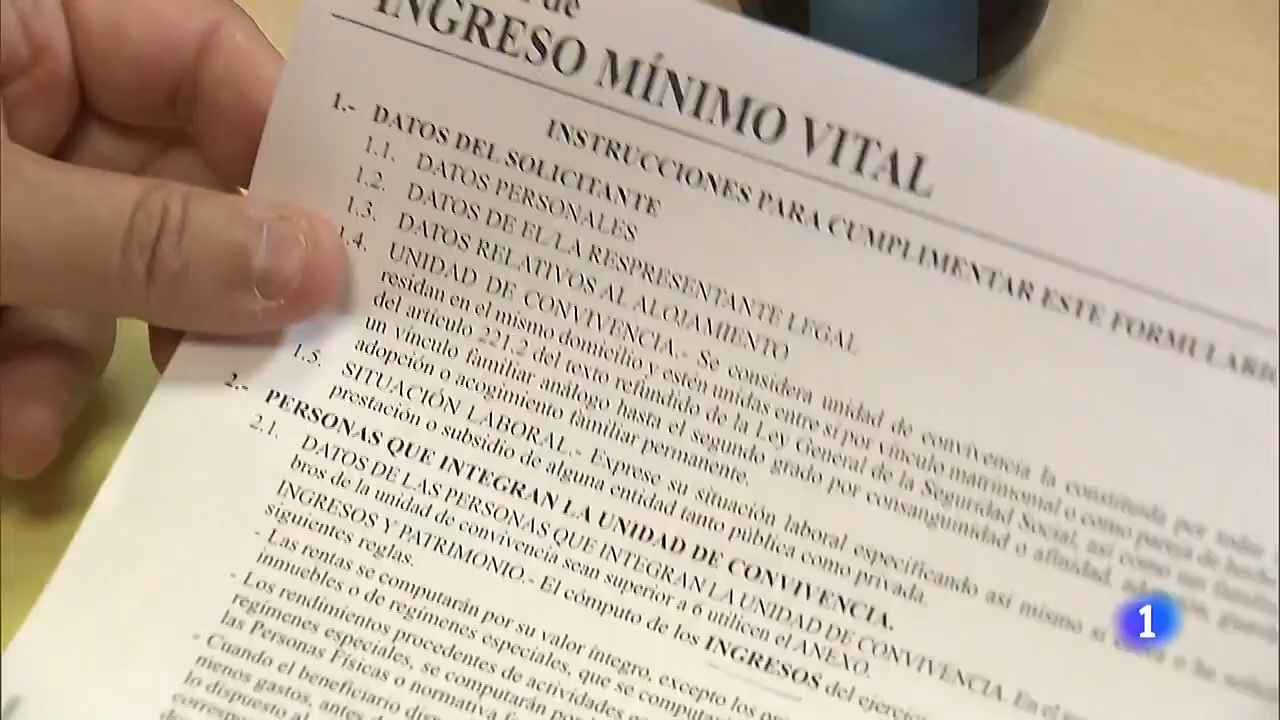 de
INGRESO MÍNIMO VITAL
INSTRUCCIONES PARA CUMPLIMENTAR ESTE FORMULARIO
1.- DATOS DEL SOLICITANTE
1.1. DATOS PERSONALES
1.2. DATOS DE EL/LA RESPRESENTANTE LEGAL
1.3. DATOS RELATIVOS AL ALOJAMIENTO
1.4. UNIDAD DE CONVIVENCIA.- Se considera unidad de convivencia la constituida por todas
residan en el mismo domicilio y estén unidas entre sí por vínculo matrimonial o como pareja de hecho
del artículo 221.2 del texto refundido de la Ley General de la Seguridad Social, así como sus
un vínculo familiar análogo hasta el segundo grado por consanguinidad o afinidad,
adopción o acogimiento familiar permanente.
1.5. SITUACIÓN LABORAL.- Exprese su situación laboral especificando así mismo si
prestación o subsidio de alguna entidad tanto pública como privada.
2.- PERSONAS QUE INTEGRAN LA UNIDAD DE CONVIVENCIA.
2.1. DATOS DE LAS PERSONAS QUE INTEGRAN LA UNIDAD DE CONVIVENCIA. En el
bros de la unidad de convivencia sean superior a 6 utilicen el ANEXO.
INGRESOS Y PATRIMONIO.- El cómputo de los INGRESOS del ejercicio
siguientes reglas.
- Las rentas se computarán por su valor íntegro, excepto los
- Los rendimientos procedentes de actividades
inmuebles o de regímenes especiales, que se computarán
regímenes especiales, se computarán por
las Personas Físicas o normativa
- Cuando el beneficiario
menos gastos, antes de
lo dispuesto al
1